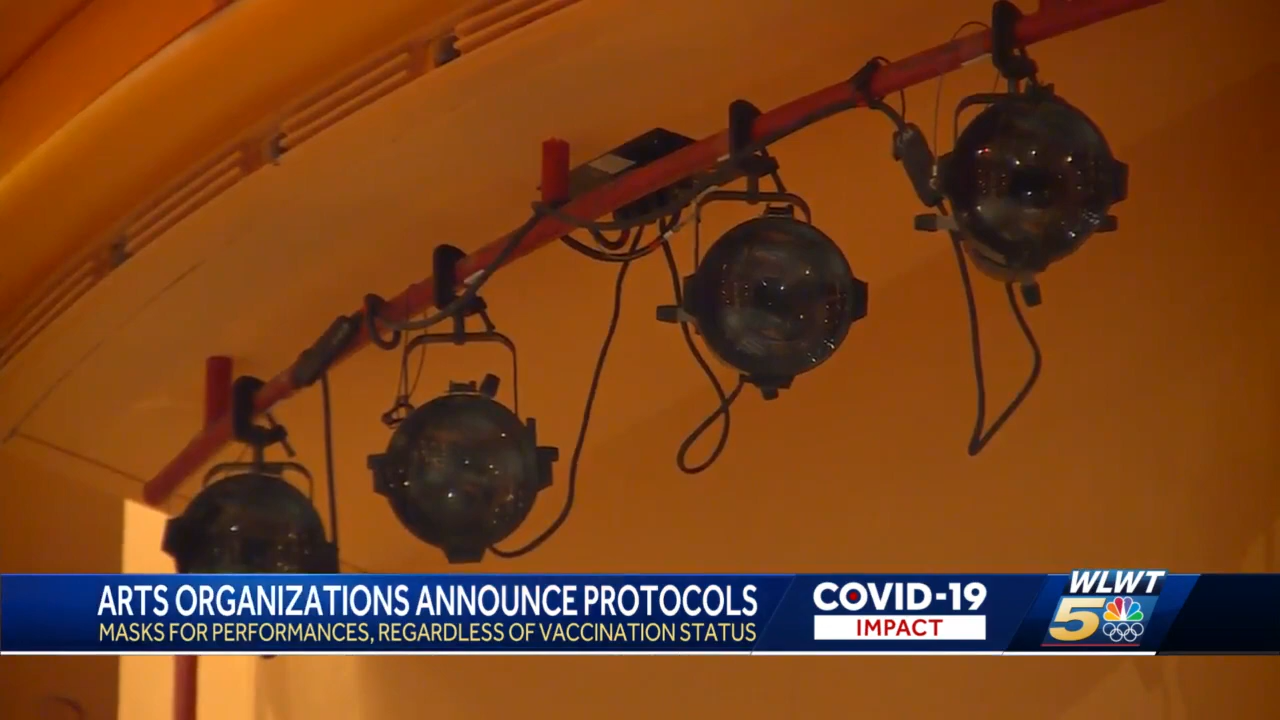 ARTS ORGANIZATIONS ANNOUNCE PROTOCOLS
MASKS FOR PERFORMANCES, REGARDLESS OF VACCINATION STATUS
COVID-19
IMPACT
WLWT
5